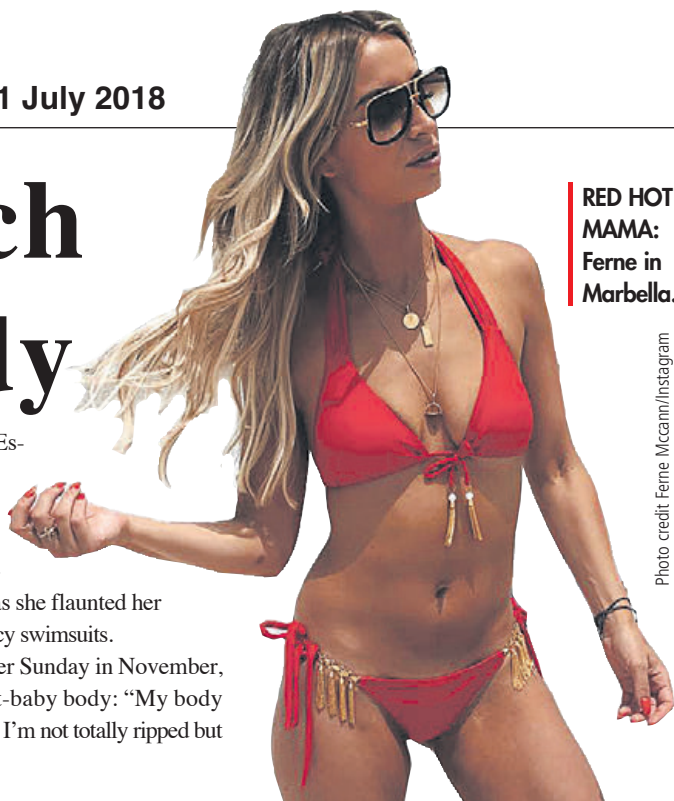 1 July 2018
ch
dy
Es-
s she flaunted her
cy swimsuits.
er Sunday in November,
t-baby body: “My body
I’m not totally ripped but
RED HOT
MAMA:
Ferne in
Marbella.
Photo credit Ferne Mccann/Instagram